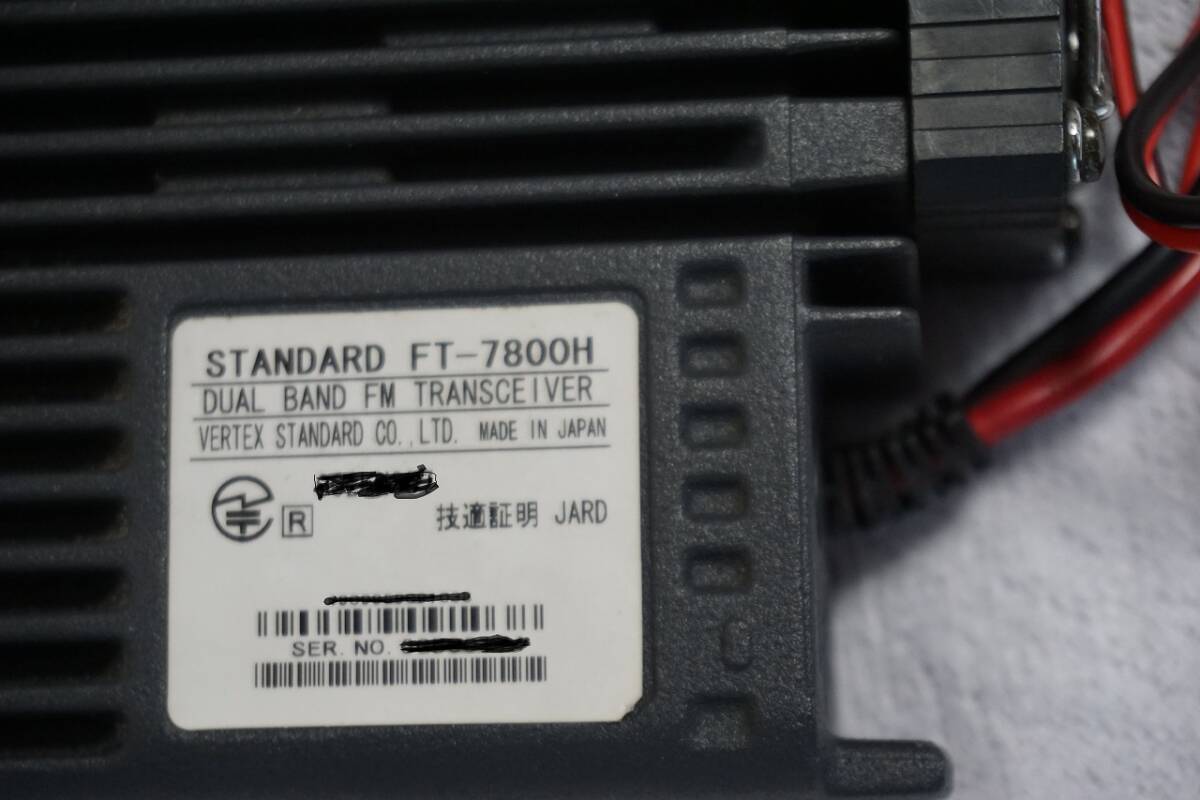 STANDARD FT-7800H
DUAL BAND FM TRANSCEIVER
VERTEX STANDARD CO.,LTD. MADE IN JAPAN
R
技適証明 JARD
SER. NO.